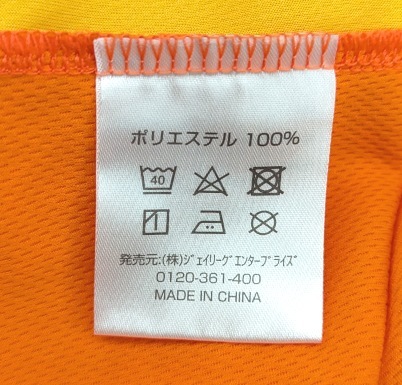 ポリエステル 100%
40
発売元:(株)ジェイリーグエンタープライズ
0120-361-400
MADE IN CHINA